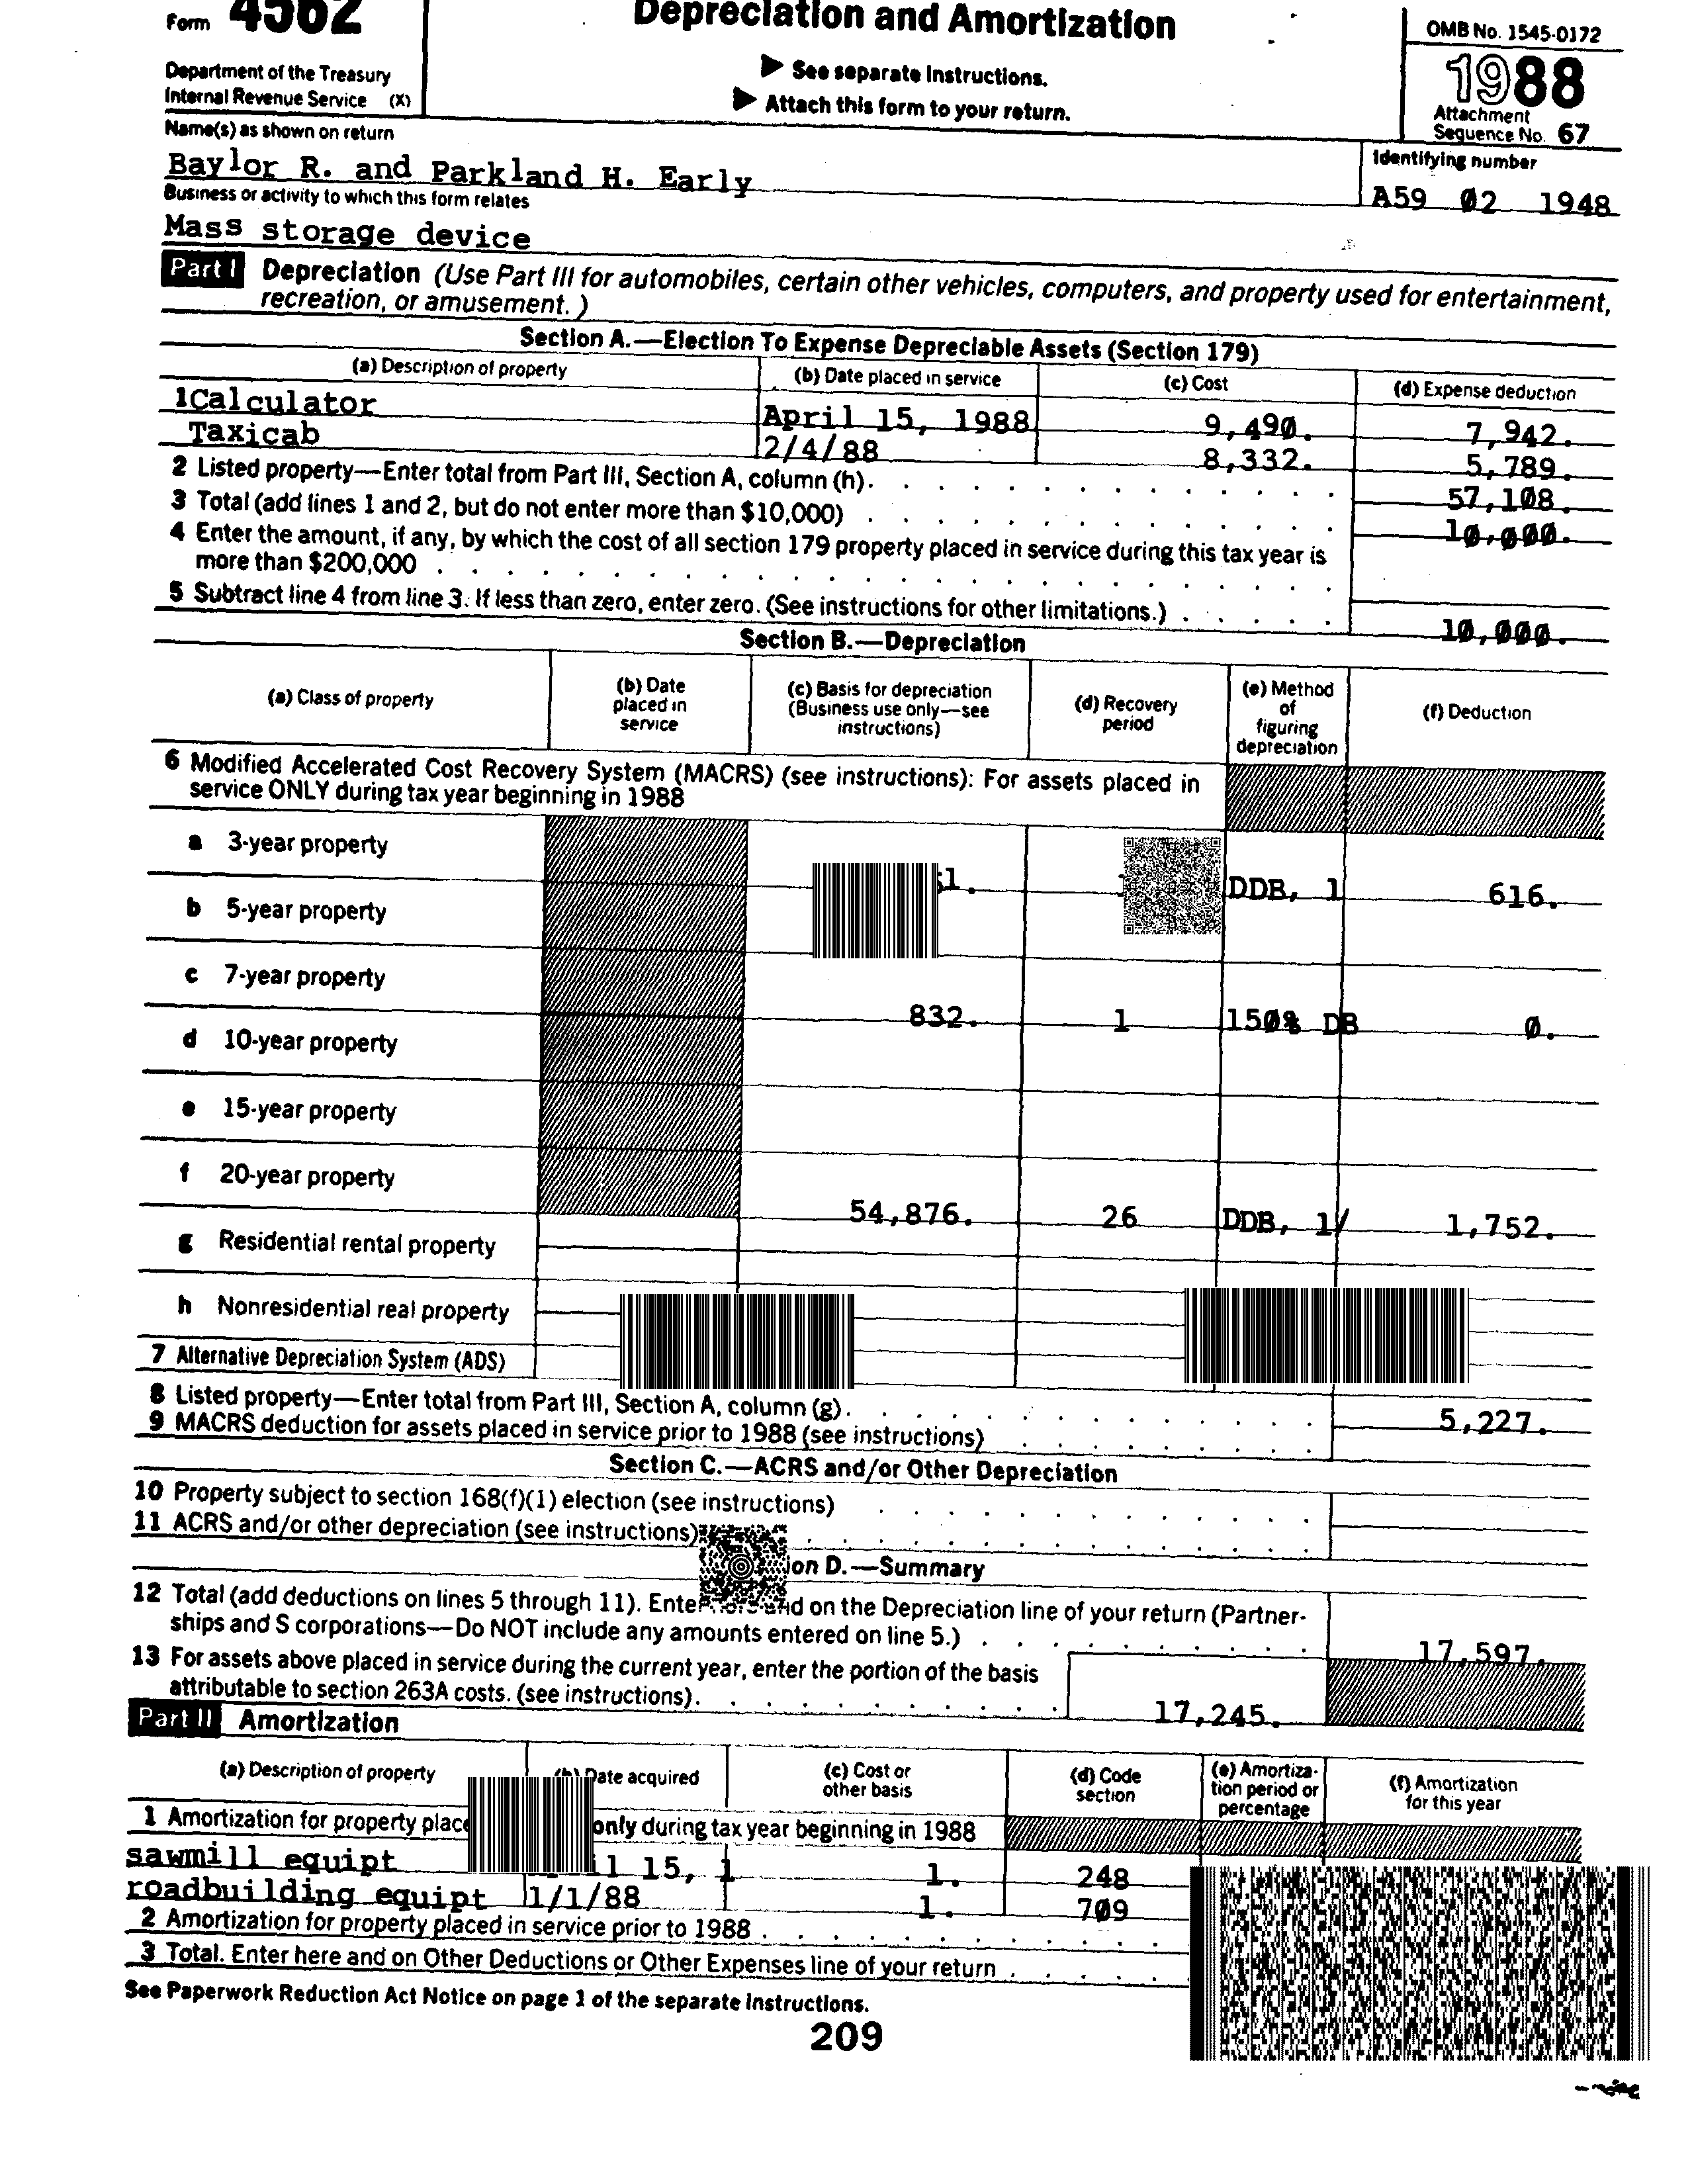 Form 4562
Depreciation and Amortization
OMB No. 1545-0172
Department of the Treasury
Internal Revenue Service (X)
▶ See separate Instructions.
▶ Attach this form to your return.
1988
Attachment
Sequence No. 67
Name(s) as shown on return
Identifying number
Baylor R. and Parkland H. Early
A59 02 1948
Business or activity to which this form relates
Mass storage device
Part I Depreciation (Use Part III for automobiles, certain other vehicles, computers, and property used for entertainment,
recreation, or amusement.)
Section A.—Election To Expense Depreciable Assets (Section 179)
(a) Description of property (b) Date placed in service (c) Cost (d) Expense deduction
1 Calculator April 15, 1988 9,490. 7,942.
Taxicab 2/4/88 8,332. 5,789.
2 Listed property—Enter total from Part III, Section A, column (h). 57,108.
3 Total (add lines 1 and 2, but do not enter more than $10,000) 10,000.
4 Enter the amount, if any, by which the cost of all section 179 property placed in service during this tax year is
more than $200,000
5 Subtract line 4 from line 3. If less than zero, enter zero. (See instructions for other limitations.) 10,000.
Section B.—Depreciation
(a) Class of property
(b) Date
placed in
service
(c) Basis for depreciation
(Business use only—see
instructions)
(d) Recovery
period
(e) Method
of
figuring
depreciation
(f) Deduction
6 Modified Accelerated Cost Recovery System (MACRS) (see instructions): For assets placed in
service ONLY during tax year beginning in 1988
a 3-year property 1. DDB, 1 616.
b 5-year property
c 7-year property 832. 1 150% DB 0.
d 10-year property
e 15-year property
f 20-year property 54,876. 26 DDB, 1/ 1,752.
g Residential rental property
h Nonresidential real property
7 Alternative Depreciation System (ADS)
8 Listed property—Enter total from Part III, Section A, column (g). 5,227.
9 MACRS deduction for assets placed in service prior to 1988 (see instructions)
Section C.—ACRS and/or Other Depreciation
10 Property subject to section 168(f)(1) election (see instructions)
11 ACRS and/or other depreciation (see instructions)
ion D.—Summary
12 Total (add deductions on lines 5 through 11). Enter and on the Depreciation line of your return (Partner-
ships and S corporations—Do NOT include any amounts entered on line 5.) 17,597.
13 For assets above placed in service during the current year, enter the portion of the basis
attributable to section 263A costs. (see instructions). 17,245.
Part II Amortization
(a) Description of property
Date acquired
(c) Cost or
other basis
(d) Code
section
(e) Amortiza-
tion period or
percentage
(f) Amortization
for this year
1 Amortization for property place only during tax year beginning in 1988
sawmill equipt 15, 1 1. 248
roadbuilding equipt 1/1/88 1. 709
2 Amortization for property placed in service prior to 1988
3 Total. Enter here and on Other Deductions or Other Expenses line of your return
See Paperwork Reduction Act Notice on page 1 of the separate Instructions.
209